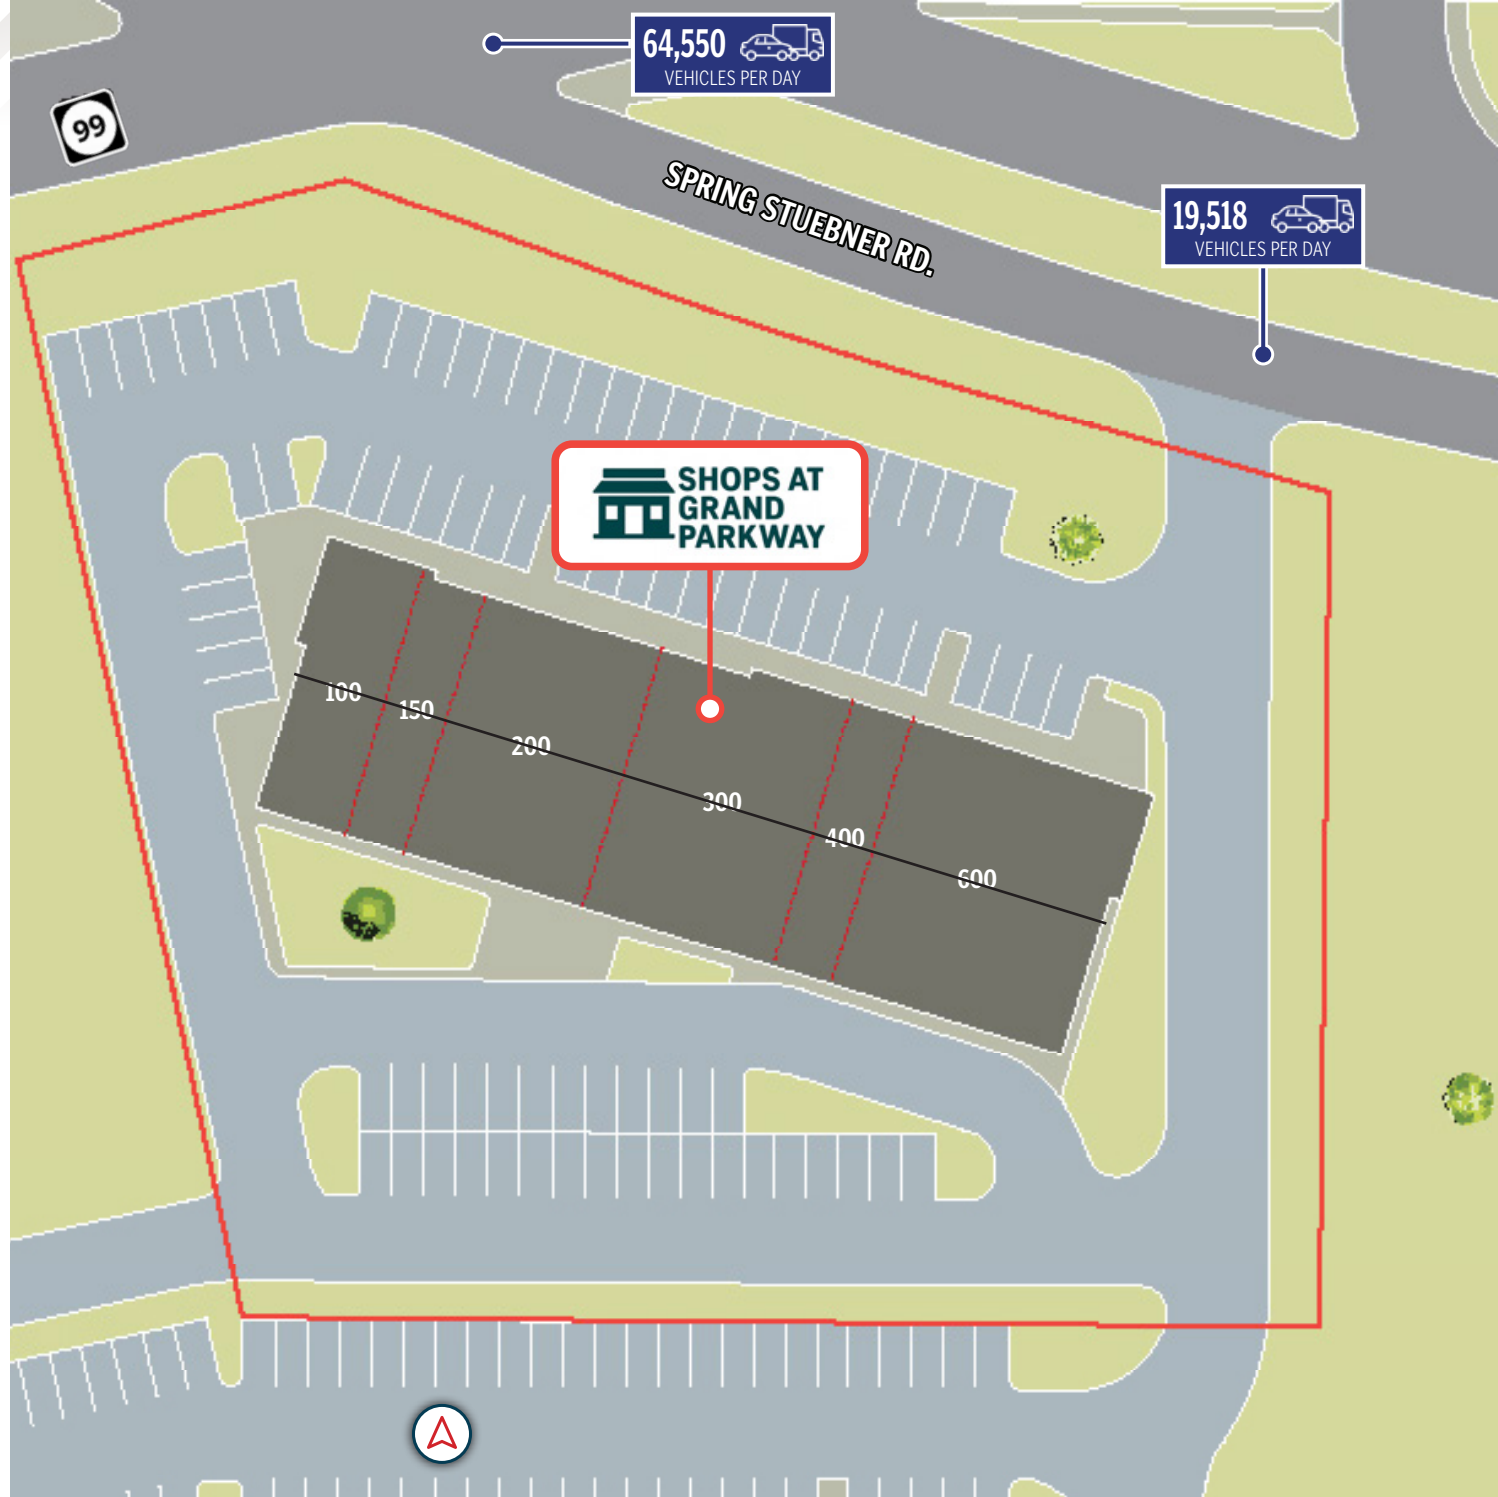 64,550
VEHICLES PER DAY
99
SPRING STUEBNER RD.
19,518
VEHICLES PER DAY
SHOPS AT
GRAND
PARKWAY
100
150
200
300
400
600